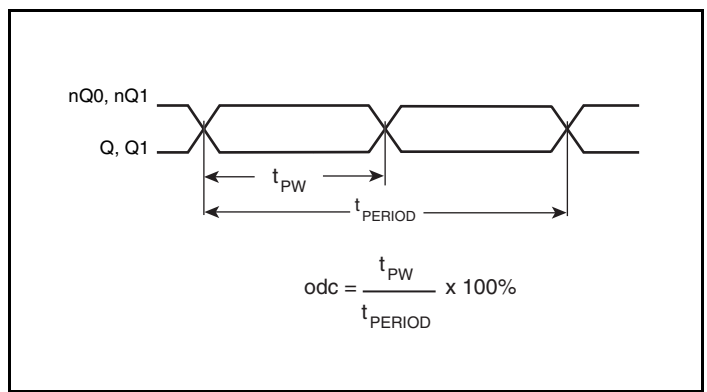 nQ0, nQ1
Q, Q1
tPW
tPERIOD
odc = tPW / tPERIOD x 100%